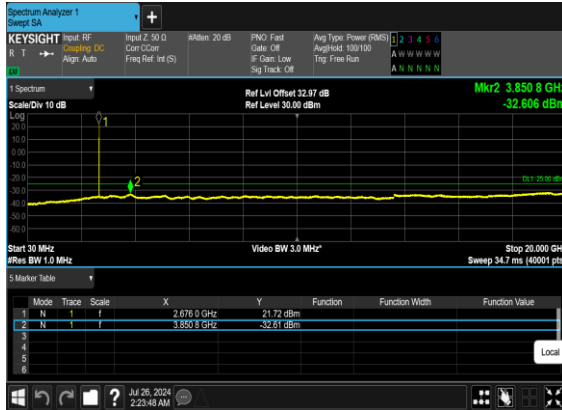 Spectrum Analyzer 1
Swept SA
+
KEYSIGHT Input: RF Input Z: 50 Ω #Atten: 20 dB PNO: Fast Avg Type: Power (RMS) 1 2 3 4 5 6
R T Coupling: DC Corr CCorr Gate: Off Avg|Hold: 100/100 A W W W W W
Align: Auto Freq Ref: Int (S) IF Gain: Low Trig: Free Run
Sig Track: Off A N N N N N
1 Spectrum
Scale/Div 10 dB Ref Lvl Offset 32.97 dB Mkr2 3.850 8 GHz
Ref Level 30.00 dBm -32.606 dBm
Log
20.0
10.0
0.00
-10.0
-20.0
-30.0
-40.0
-50.0
-60.0
1
2
DL1 -25.00 dBm
Start 30 MHz Video BW 3.0 MHz* Stop 20.000 GHz
#Res BW 1.0 MHz Sweep 34.7 ms (40001 pts)
5 Marker Table
Mode Trace Scale X Y Function Function Width Function Value
1 N 1 f 2.676 0 GHz 21.72 dBm
2 N 1 f 3.850 8 GHz -32.61 dBm
3
4
5
6
Local
?
Jul 26, 2024
2:23:48 AM